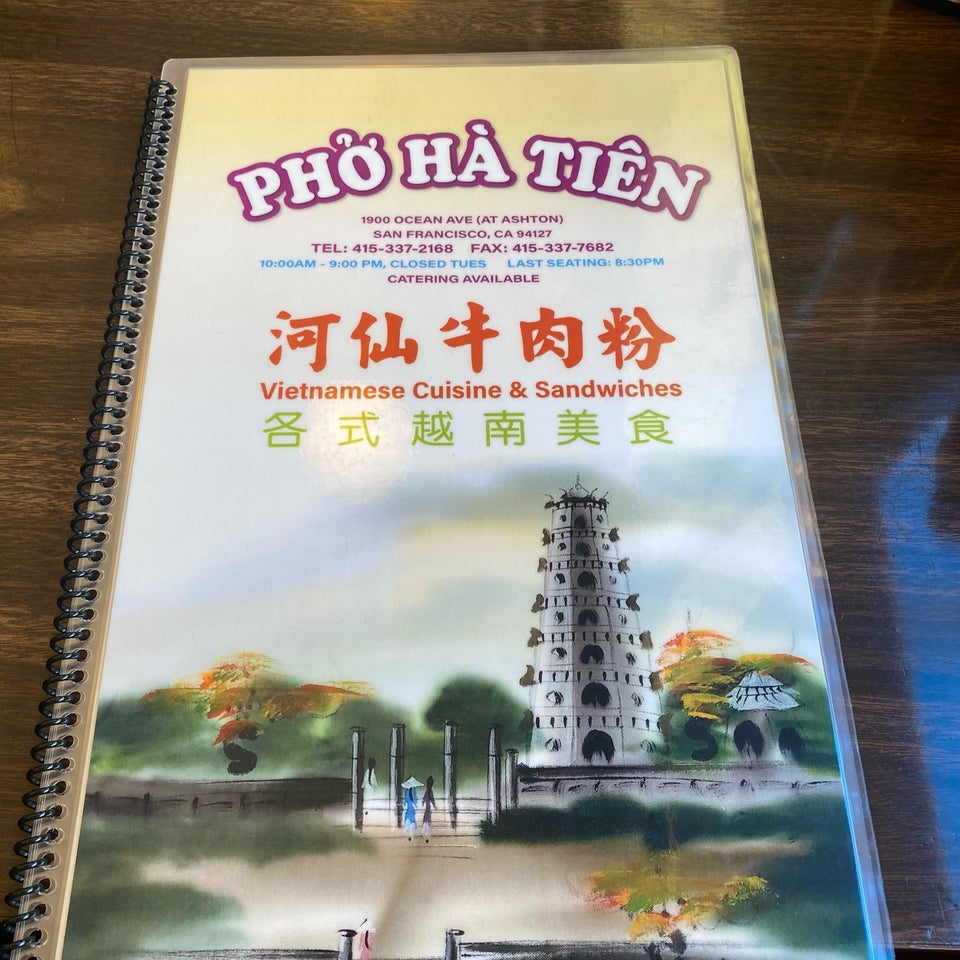 PHỞ HÀ TIÊN
1900 OCEAN AVE (AT ASHTON)
SAN FRANCISCO, CA 94127
TEL: 415-337-2168 FAX: 415-337-7682
10:00AM - 9:00 PM, CLOSED TUES LAST SEATING: 8:30PM
CATERING AVAILABLE
河仙牛肉粉
Vietnamese Cuisine & Sandwiches
各式越南美食